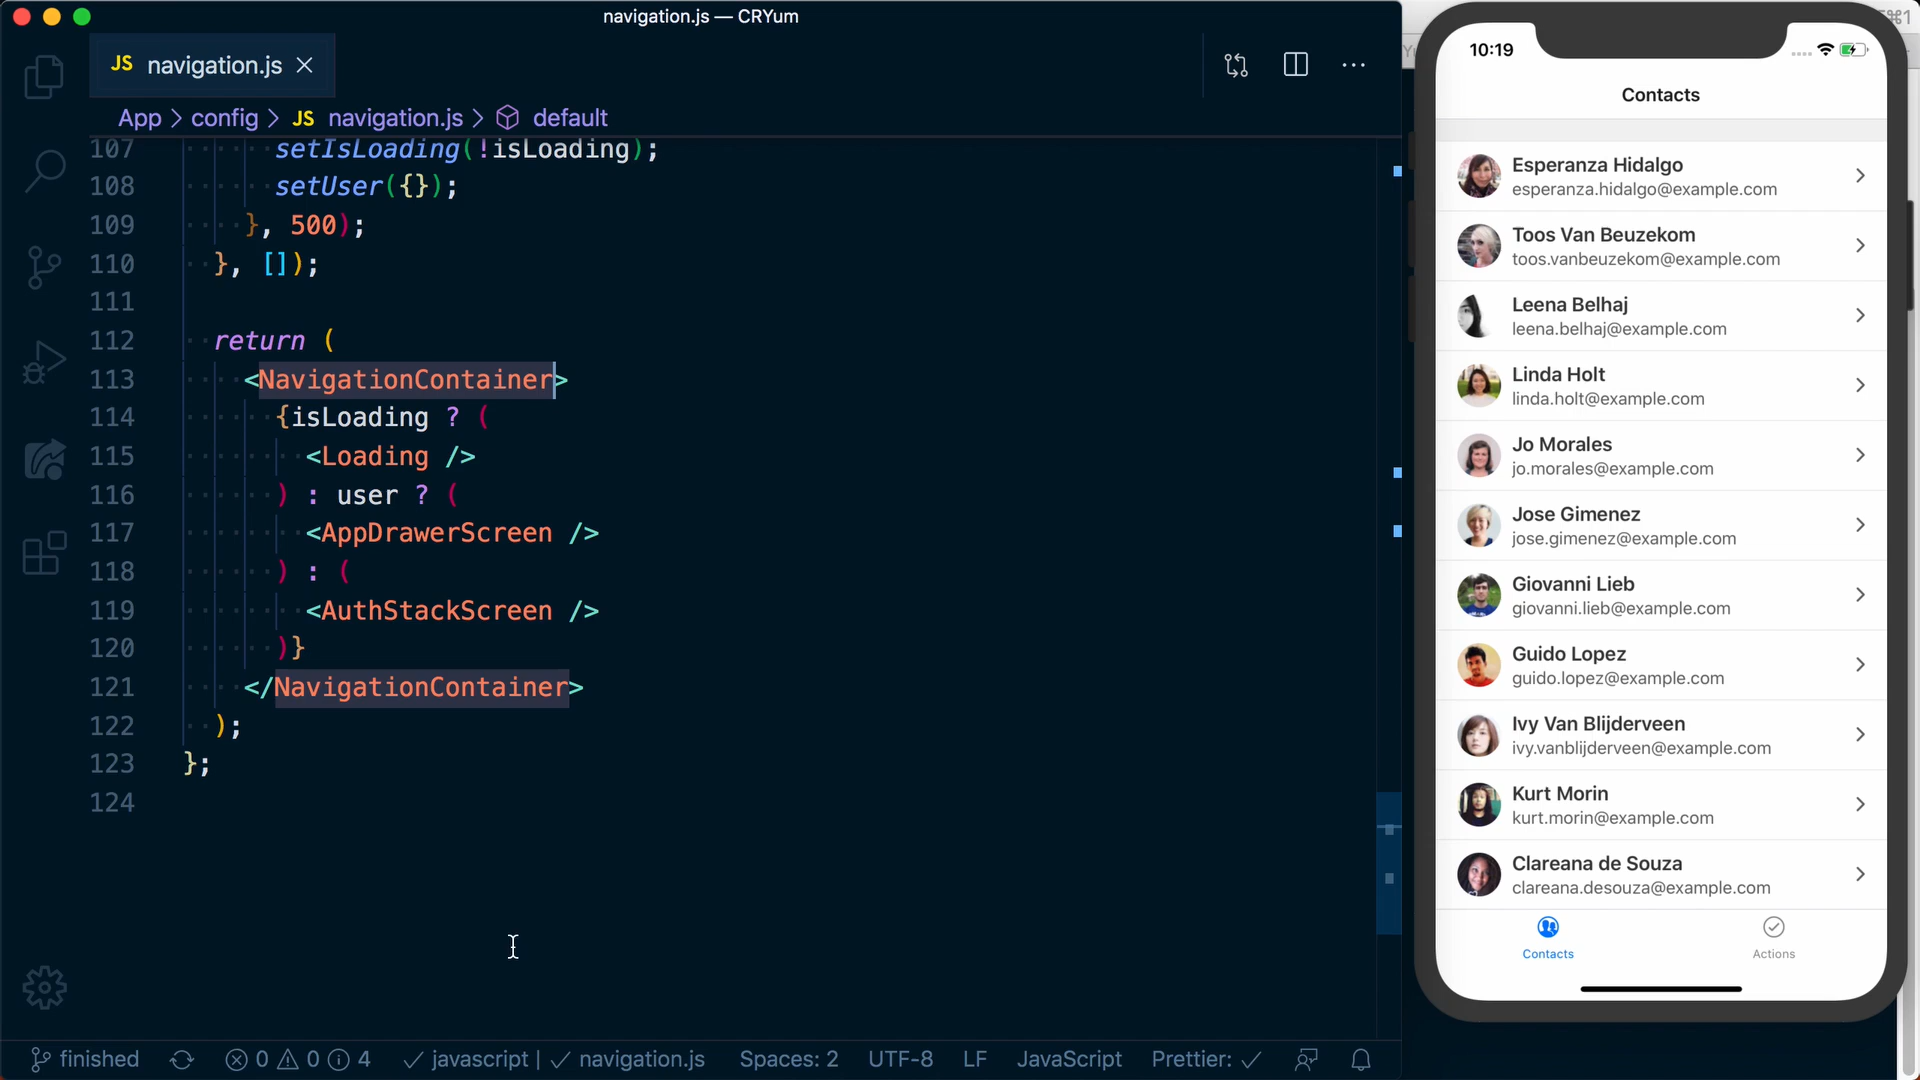 navigation.js — CRYum
⌘1
JS navigation.js
App > config > JS navigation.js > default
107 setIsLoading(!isLoading);
108 setUser({});
109 }, 500);
110 }, []);
111
112 return (
113 <NavigationContainer>
114 {isLoading ? (
115 <Loading />
116 ) : user ? (
117 <AppDrawerScreen />
118 ) : (
119 <AuthStackScreen />
120 )}
121 </NavigationContainer>
122 );
123 };
124
finished 0 0 4 javascript | navigation.js Spaces: 2 UTF-8 LF JavaScript Prettier:
10:19
Contacts
Esperanza Hidalgo
esperanza.hidalgo@example.com
Toos Van Beuzekom
toos.vanbeuzekom@example.com
Leena Belhaj
leena.belhaj@example.com
Linda Holt
linda.holt@example.com
Jo Morales
jo.morales@example.com
Jose Gimenez
jose.gimenez@example.com
Giovanni Lieb
giovanni.lieb@example.com
Guido Lopez
guido.lopez@example.com
Ivy Van Blijderveen
ivy.vanblijderveen@example.com
Kurt Morin
kurt.morin@example.com
Clareana de Souza
clareana.desouza@example.com
Contacts
Actions